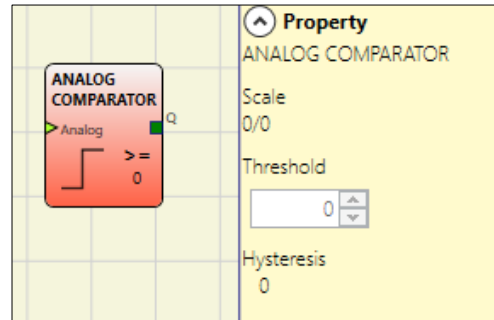 ANALOG
COMPARATOR
Analog
Q
>=
0
Property
ANALOG COMPARATOR
Scale
0/0
Threshold
0
Hysteresis
0